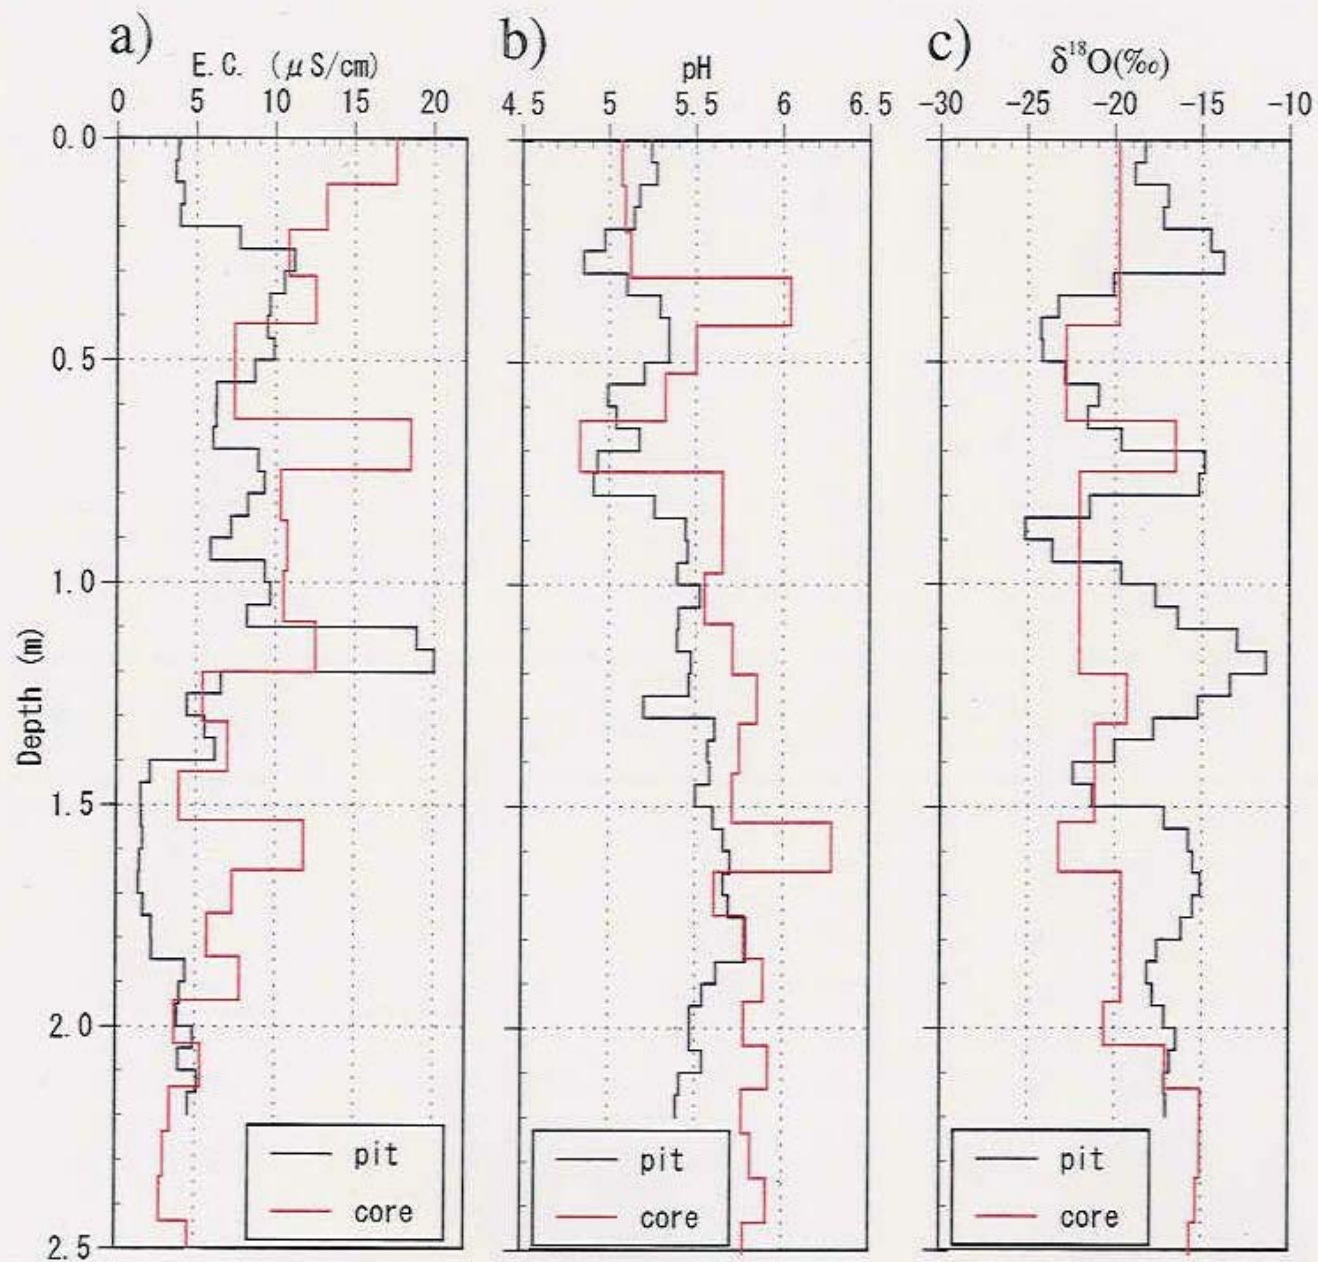 a)
E.C. (μS/cm)
0 5 10 15 20
b)
pH
4.5 5 5.5 6 6.5
c)
δ¹⁸O(‰)
-30 -25 -20 -15 -10
Depth (m)
0.0
0.5
1.0
1.5
2.0
2.5
pit
core
pit
core
pit
core